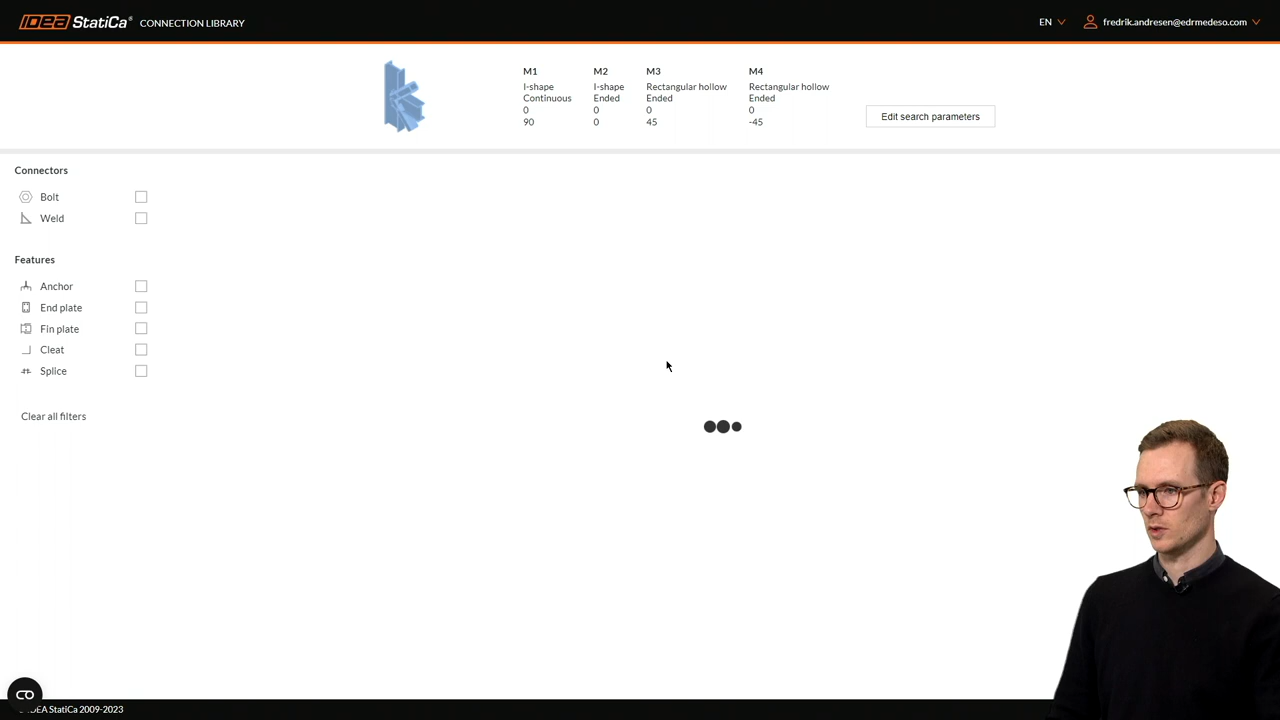 IDEA StatiCa® CONNECTION LIBRARY
EN
fredrik.andresen@edrmedeso.com
M1
I-shape
Continuous
0
90
M2
I-shape
Ended
0
0
M3
Rectangular hollow
Ended
0
45
M4
Rectangular hollow
Ended
0
-45
Edit search parameters
Connectors
Bolt
Weld
Features
Anchor
End plate
Fin plate
Cleat
Splice
Clear all filters
IDEA StatiCa 2009-2023